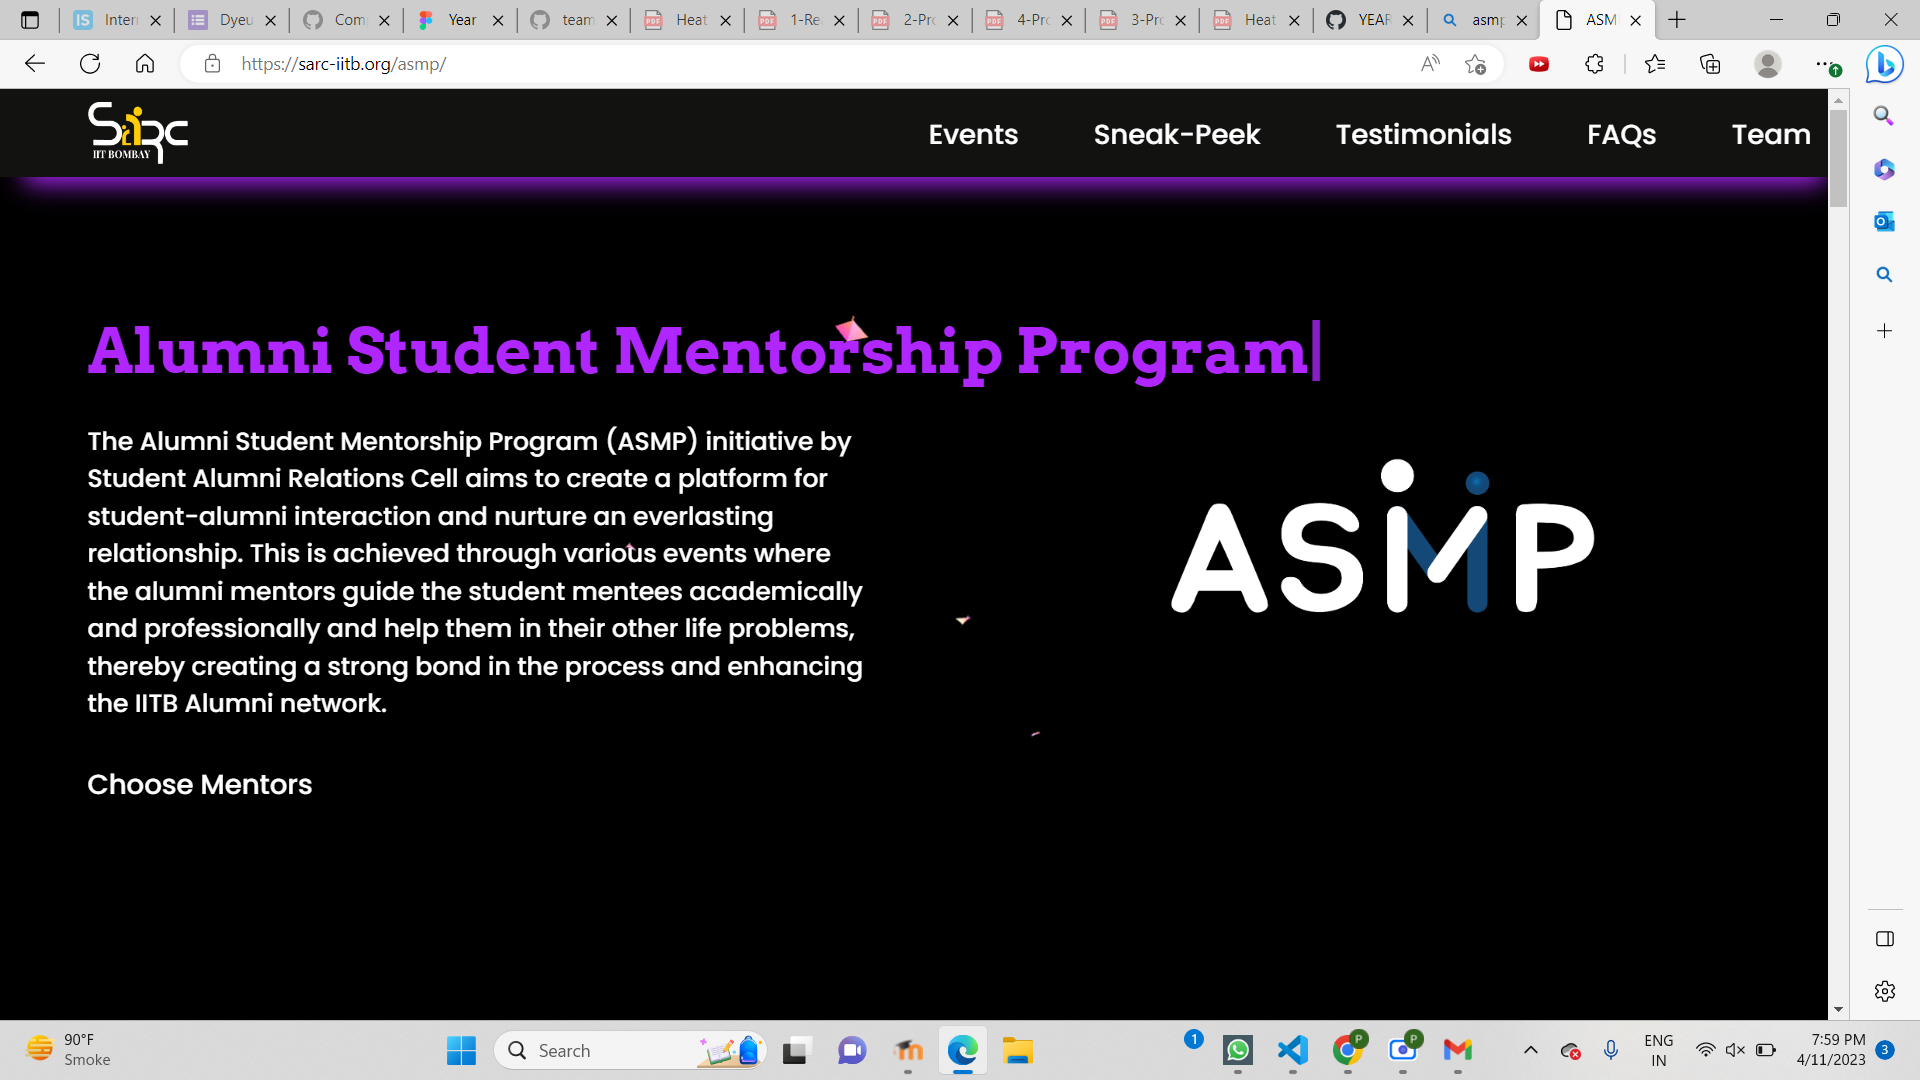 Inter
Dyeu
Com
Year
team
Heat
1-Re
2-Pro
4-Pro
3-Pro
Heat
YEAR
asmp
ASM
https://sarc-iitb.org/asmp/
SARC
IIT BOMBAY
Events
Sneak-Peek
Testimonials
FAQs
Team
Alumni Student Mentorship Program
The Alumni Student Mentorship Program (ASMP) initiative by
Student Alumni Relations Cell aims to create a platform for
student-alumni interaction and nurture an everlasting
relationship. This is achieved through various events where
the alumni mentors guide the student mentees academically
and professionally and help them in their other life problems,
thereby creating a strong bond in the process and enhancing
the IITB Alumni network.
ASMP
Choose Mentors
90°F
Smoke
Search
1
P
P
ENG
IN
7:59 PM
4/11/2023
3